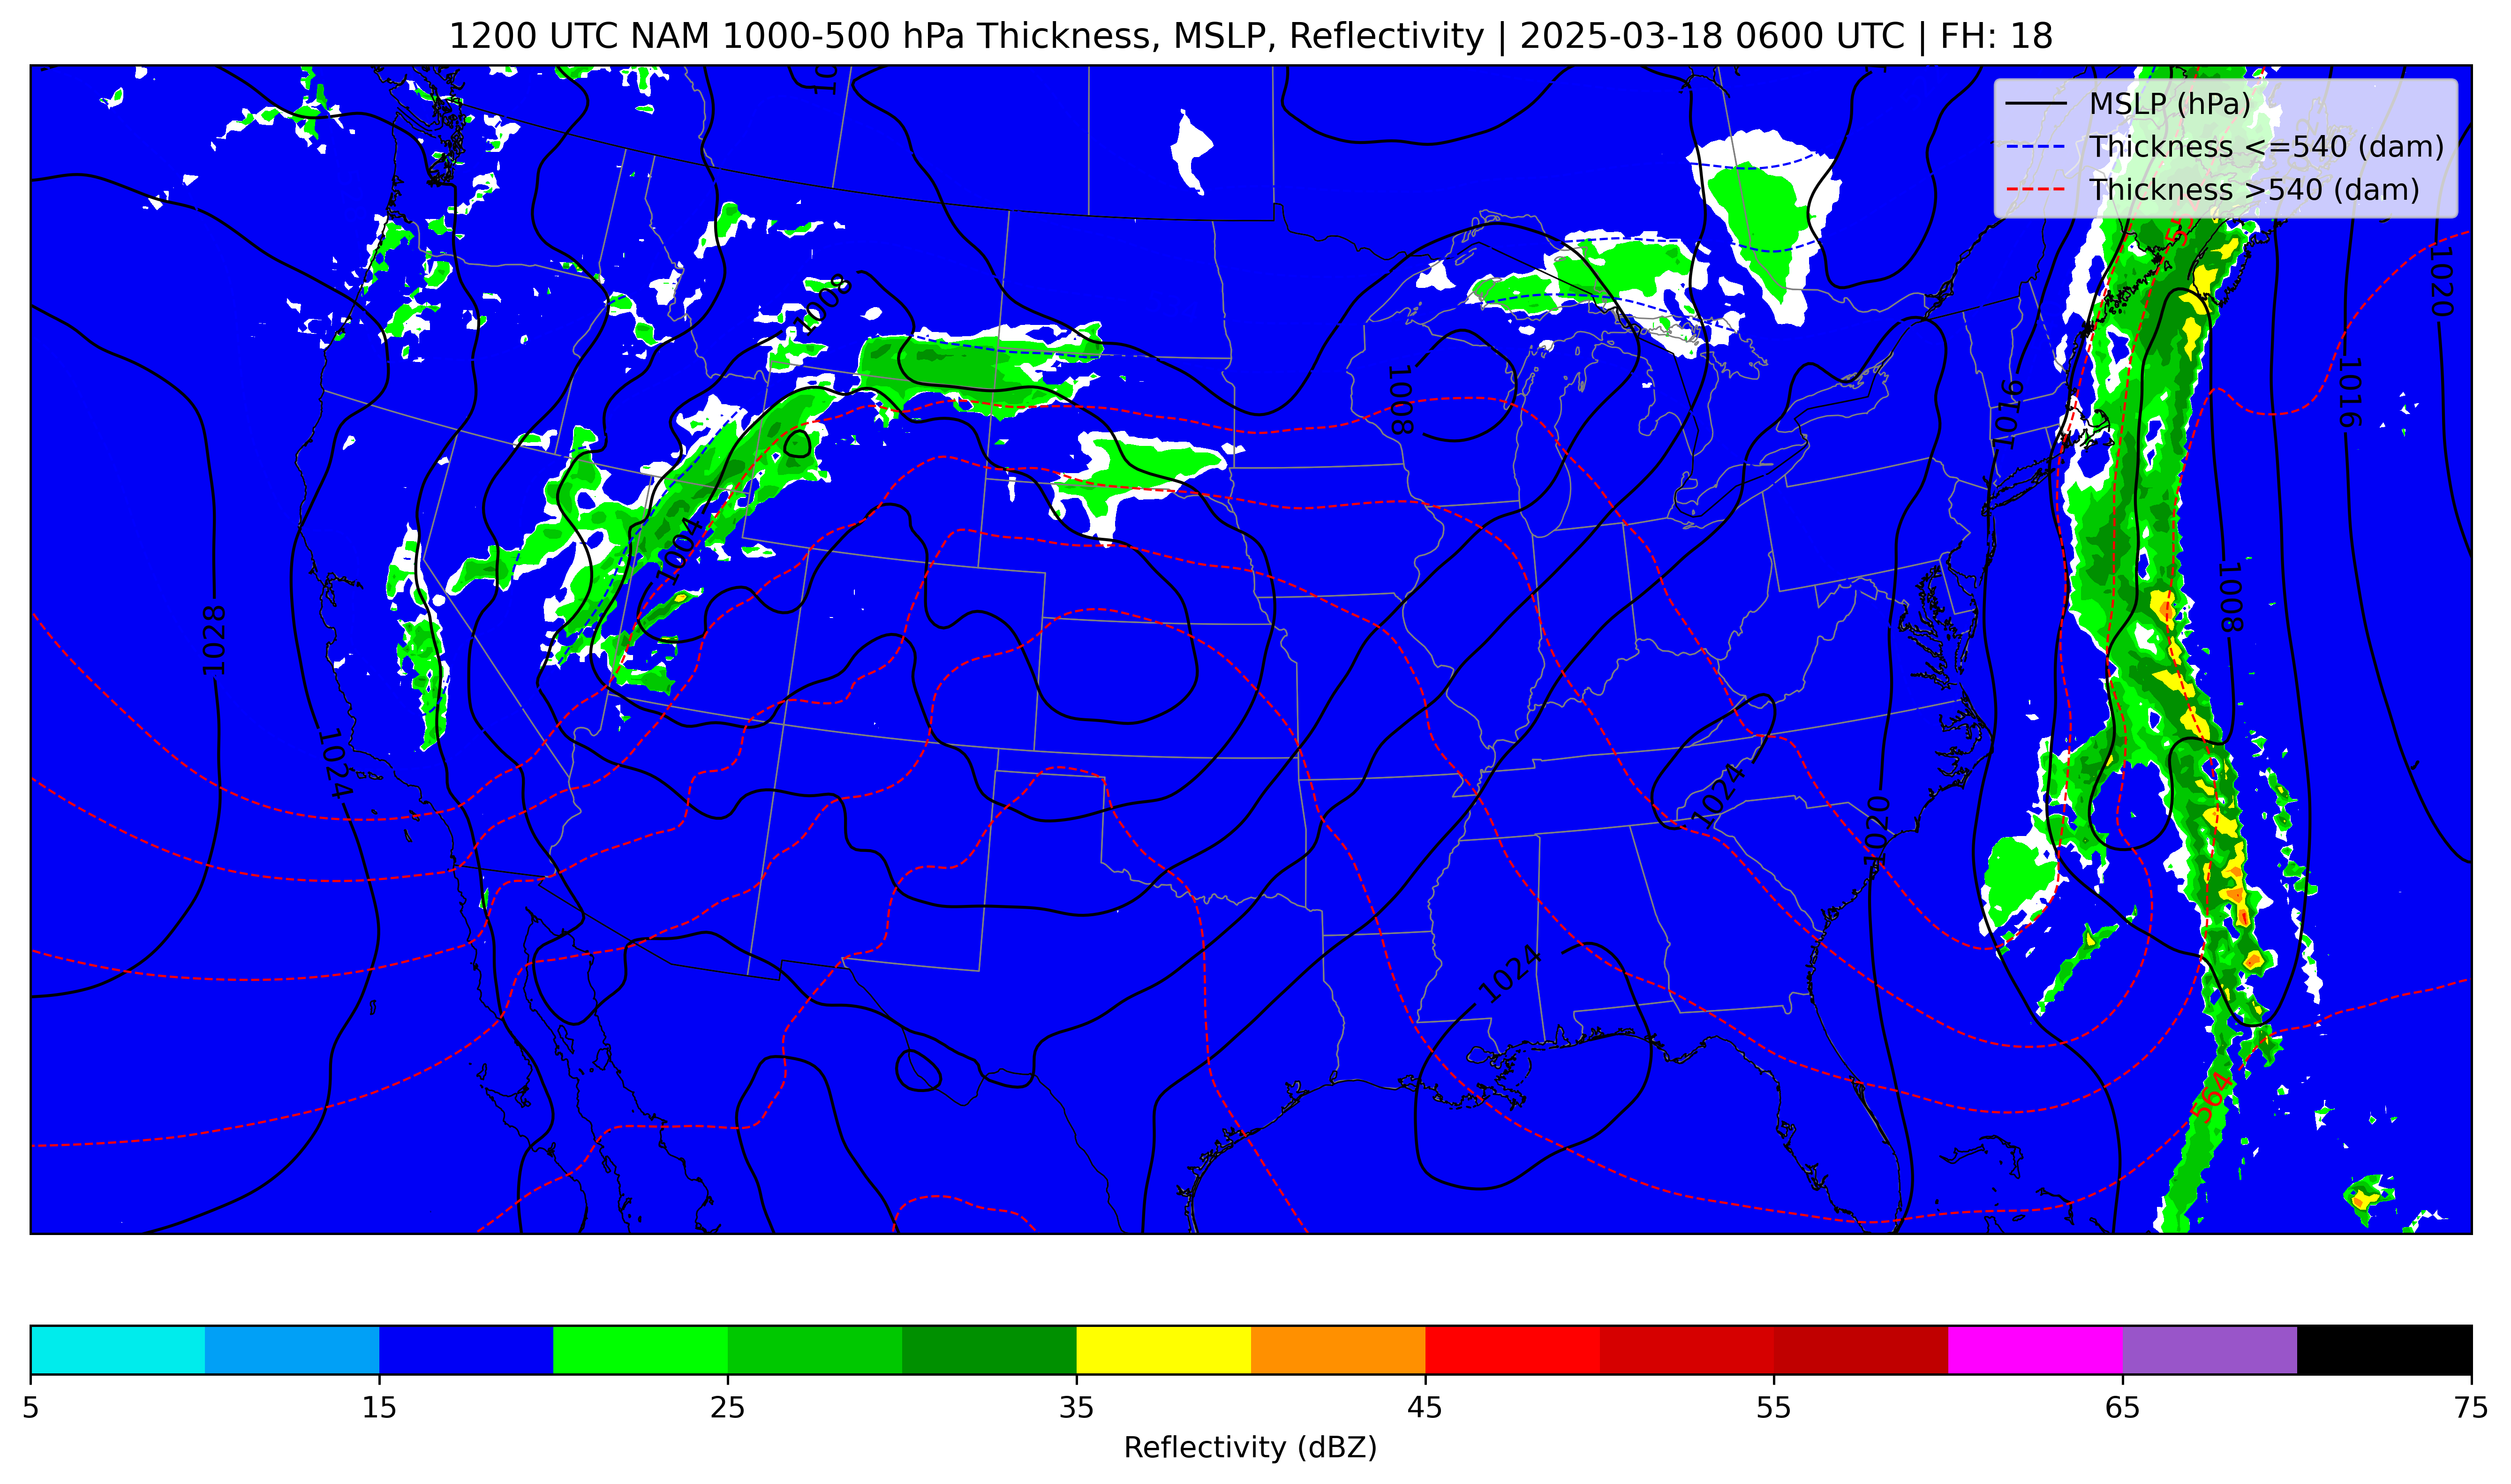 1200 UTC NAM 1000-500 hPa Thickness, MSLP, Reflectivity | 2025-03-18 0600 UTC | FH: 18
MSLP (hPa)
Thickness <=540 (dam)
Thickness >540 (dam)
1020
1008
1016
1008
1016
1004
1008
1028
1024
1024
1020
1024
564
5 15 25 35 45 55 65 75
Reflectivity (dBZ)